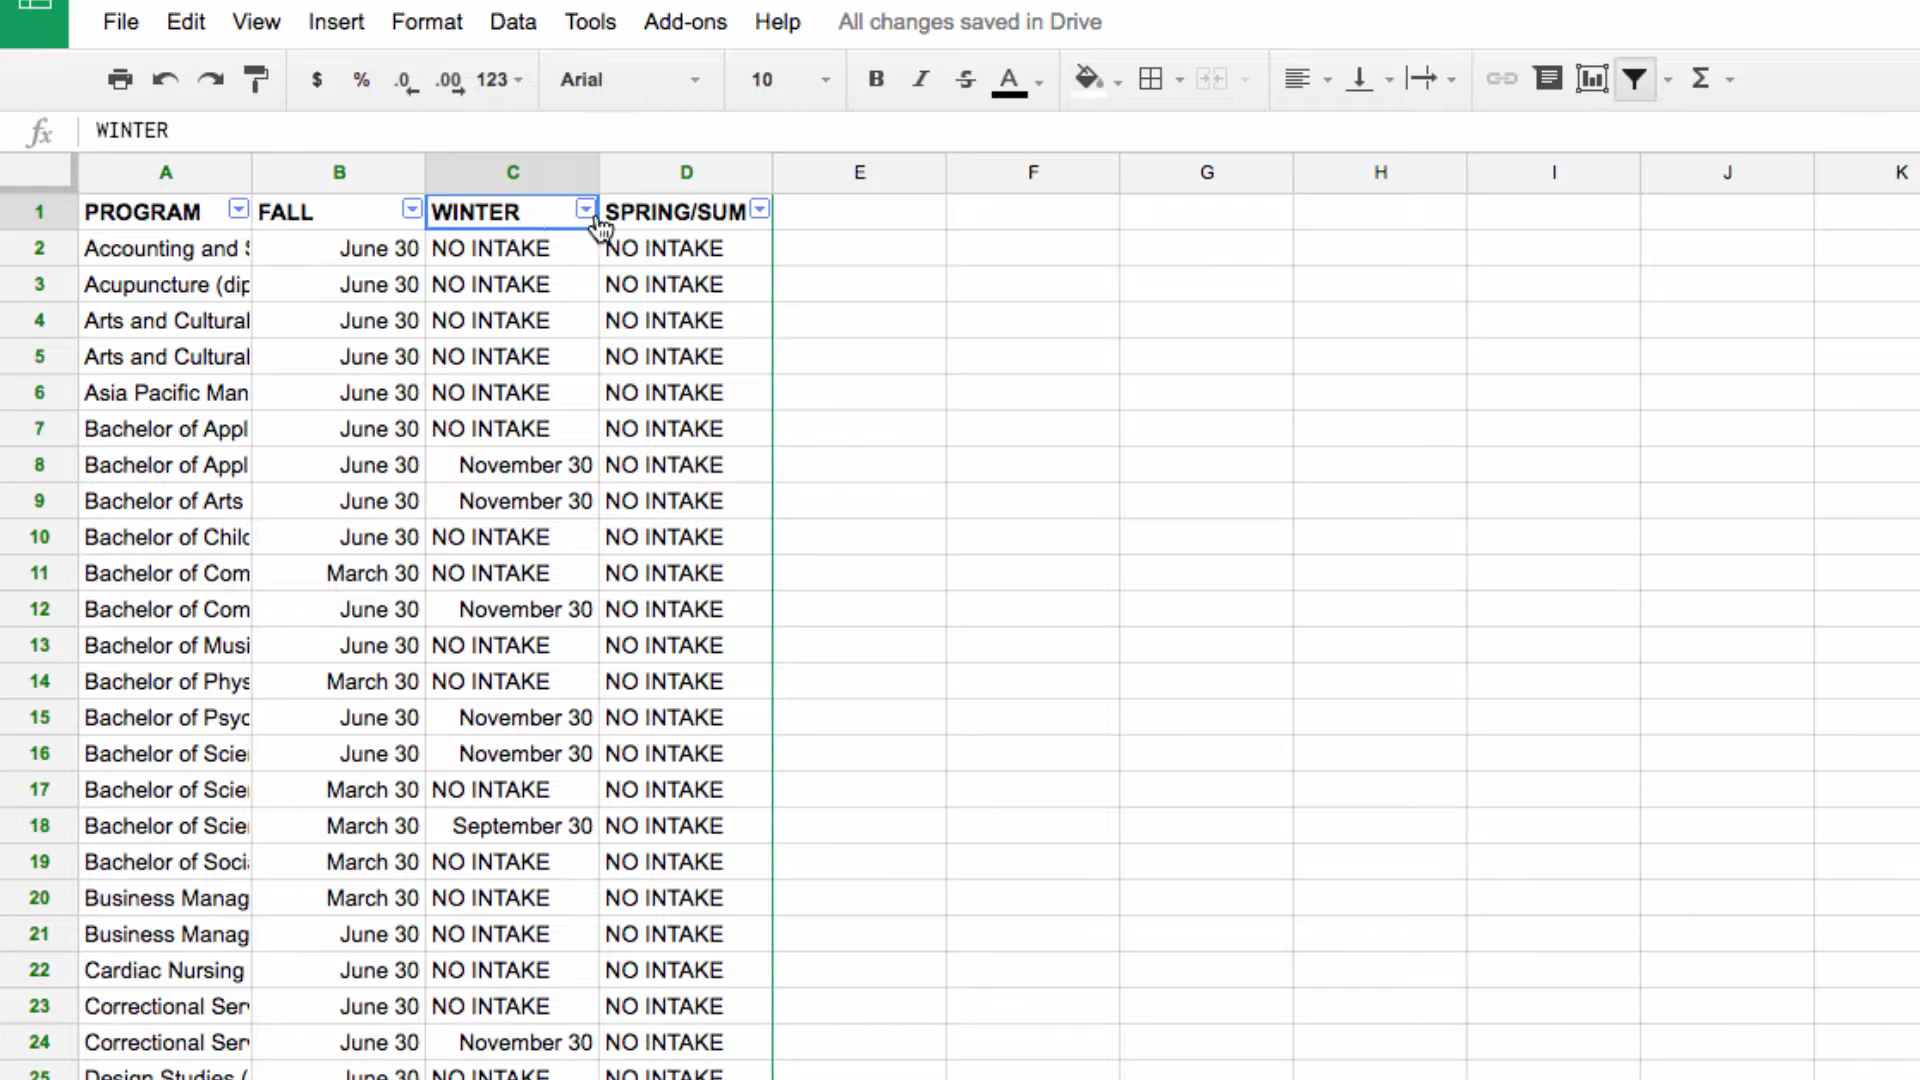 File Edit View Insert Format Data Tools Add-ons Help All changes saved in Drive
$ % .0 .00 123 Arial 10 B I S A Σ
fx WINTER
A B C D E F G H I J K
1 PROGRAM FALL WINTER SPRING/SUM
2 Accounting and June 30 NO INTAKE NO INTAKE
3 Acupuncture (dip June 30 NO INTAKE NO INTAKE
4 Arts and Cultural June 30 NO INTAKE NO INTAKE
5 Arts and Cultural June 30 NO INTAKE NO INTAKE
6 Asia Pacific Man June 30 NO INTAKE NO INTAKE
7 Bachelor of Appl June 30 NO INTAKE NO INTAKE
8 Bachelor of Appl June 30 November 30 NO INTAKE
9 Bachelor of Arts June 30 November 30 NO INTAKE
10 Bachelor of Chilc June 30 NO INTAKE NO INTAKE
11 Bachelor of Com March 30 NO INTAKE NO INTAKE
12 Bachelor of Com June 30 November 30 NO INTAKE
13 Bachelor of Musi June 30 NO INTAKE NO INTAKE
14 Bachelor of Phys March 30 NO INTAKE NO INTAKE
15 Bachelor of Psyc June 30 November 30 NO INTAKE
16 Bachelor of Scie June 30 November 30 NO INTAKE
17 Bachelor of Scie March 30 NO INTAKE NO INTAKE
18 Bachelor of Scie March 30 September 30 NO INTAKE
19 Bachelor of Soci March 30 NO INTAKE NO INTAKE
20 Business Manag March 30 NO INTAKE NO INTAKE
21 Business Manag June 30 NO INTAKE NO INTAKE
22 Cardiac Nursing June 30 NO INTAKE NO INTAKE
23 Correctional Ser June 30 NO INTAKE NO INTAKE
24 Correctional Ser June 30 November 30 NO INTAKE
25 Design Studies ( June 30 NO INTAKE NO INTAKE